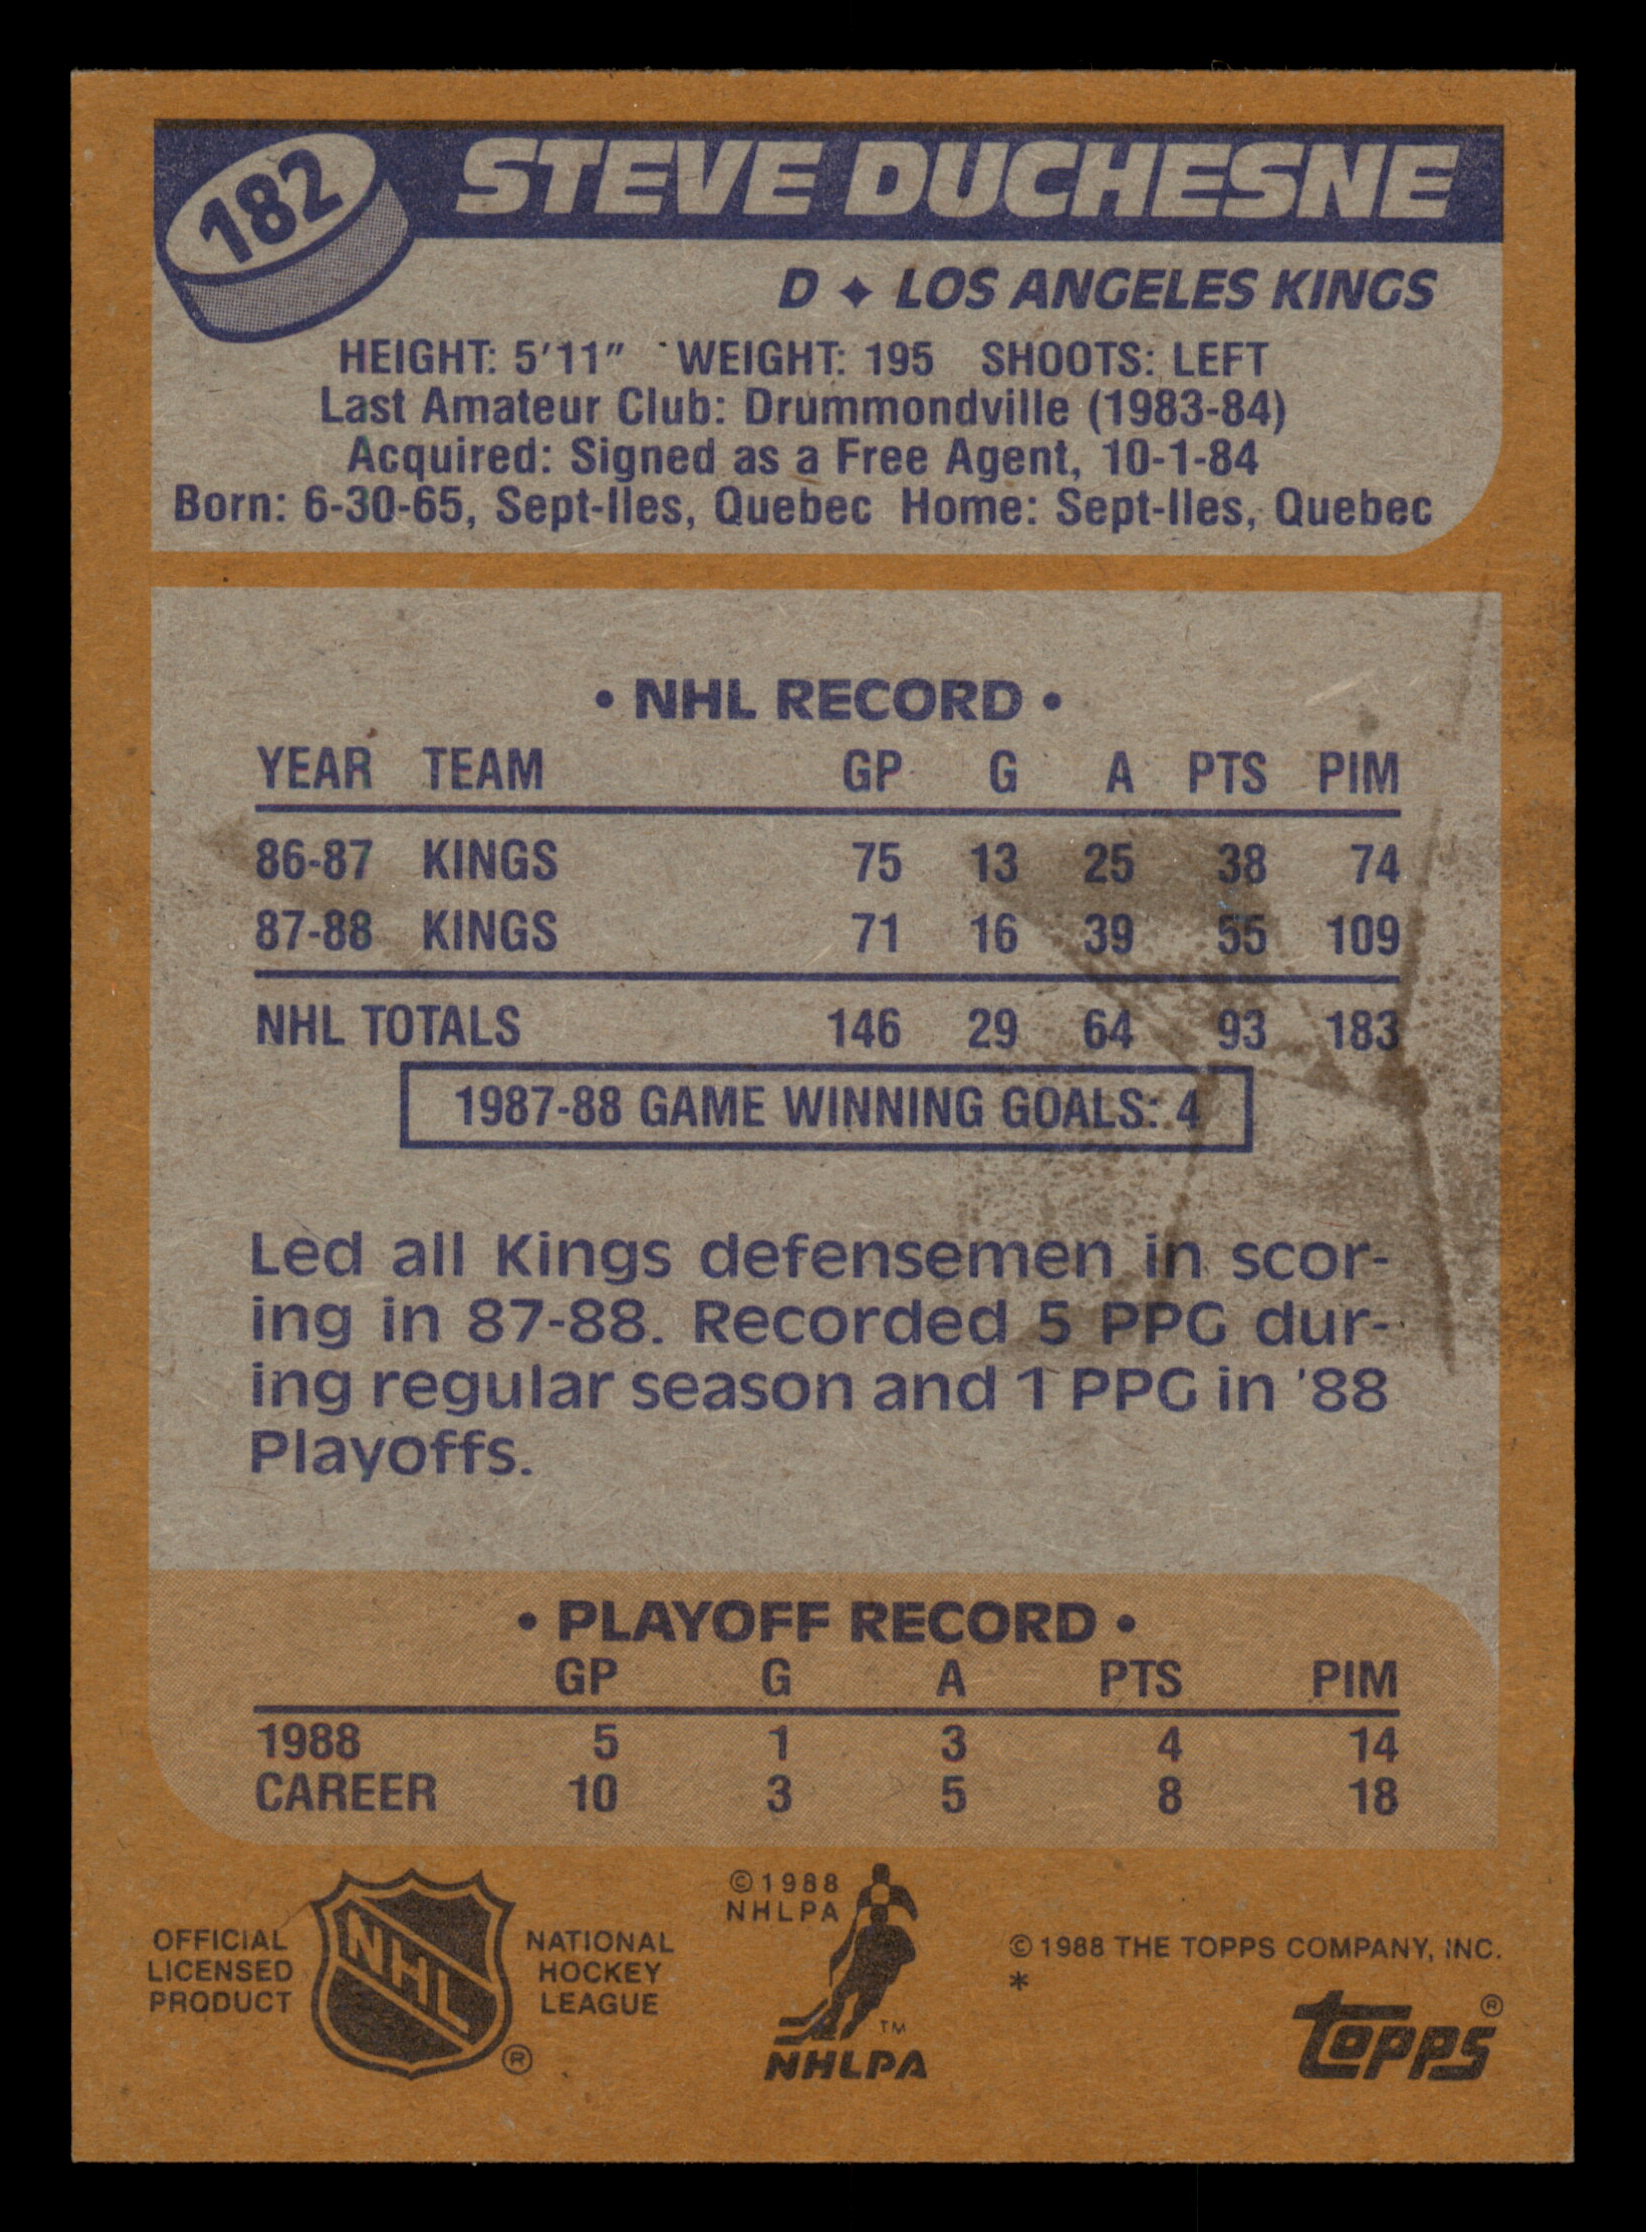 182
STEVE DUCHESNE
D ✦ LOS ANGELES KINGS
HEIGHT: 5'11" WEIGHT: 195 SHOOTS: LEFT
Last Amateur Club: Drummondville (1983-84)
Acquired: Signed as a Free Agent, 10-1-84
Born: 6-30-65, Sept-Iles, Quebec Home: Sept-Iles, Quebec
• NHL RECORD •
YEAR TEAM GP G A PTS PIM
86-87 KINGS 75 13 25 38 74
87-88 KINGS 71 16 39 55 109
NHL TOTALS 146 29 64 93 183
1987-88 GAME WINNING GOALS: 4
Led all Kings defensemen in scor-
ing in 87-88. Recorded 5 PPG dur-
ing regular season and 1 PPG in '88
Playoffs.
• PLAYOFF RECORD •
GP G A PTS PIM
1988 5 1 3 4 14
CAREER 10 3 5 8 18
OFFICIAL
LICENSED
PRODUCT
NHL
®
NATIONAL
HOCKEY
LEAGUE
©1988
NHLPA
TM
NHLPA
© 1988 THE TOPPS COMPANY, INC.
*
topps®